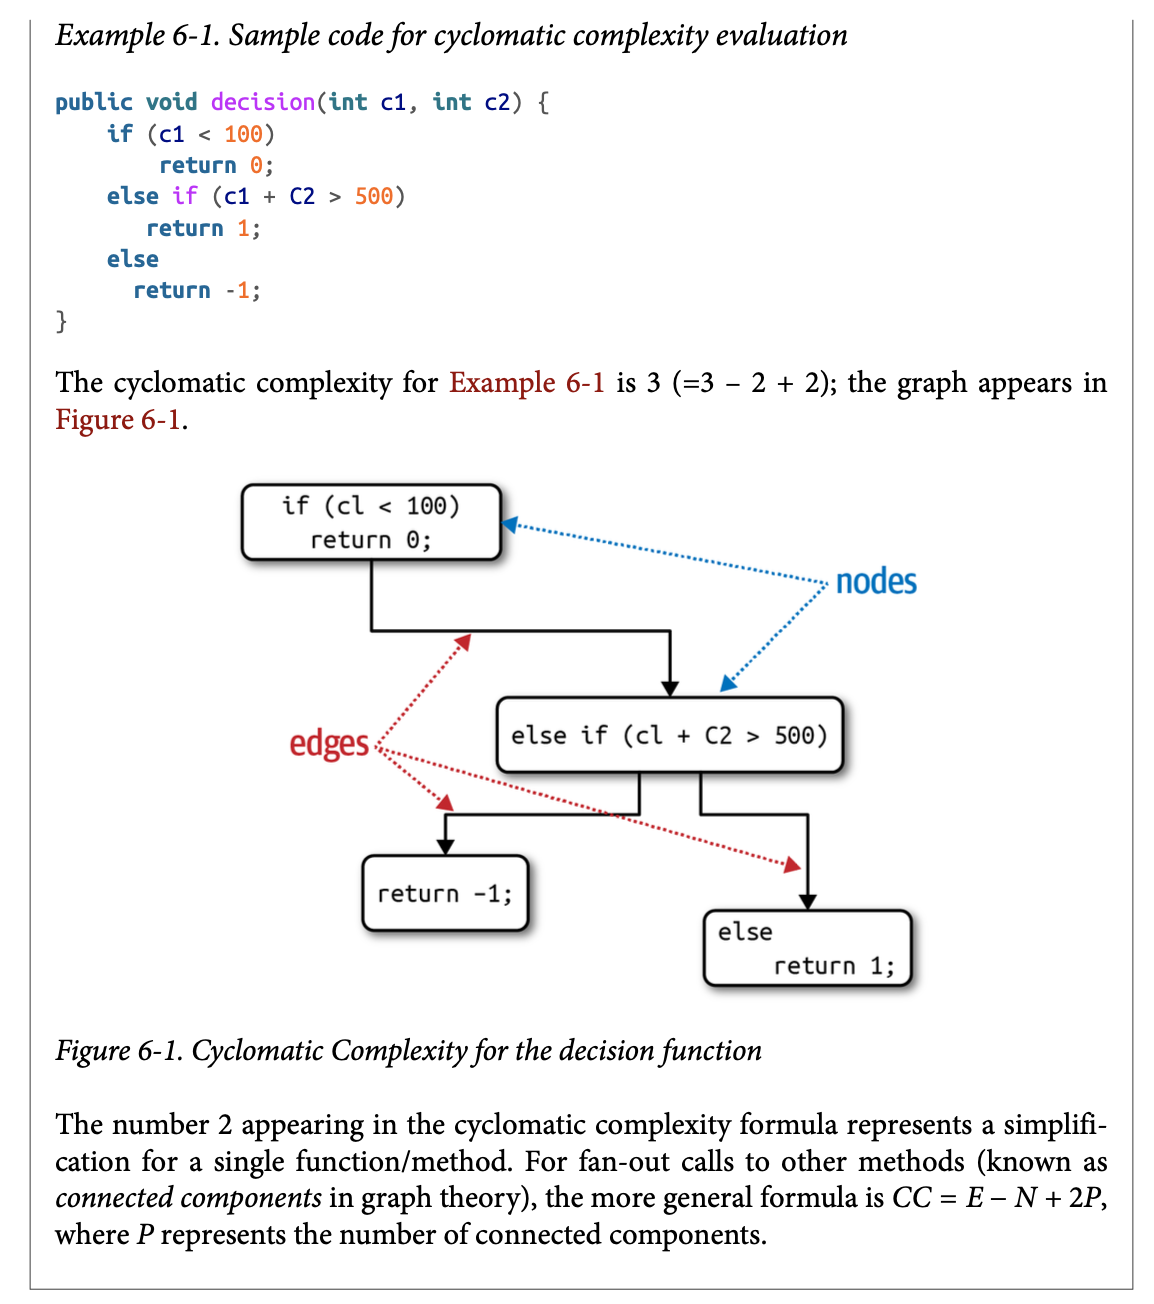 Example 6-1. Sample code for cyclomatic complexity evaluation
public void decision(int c1, int c2) {
    if (c1 < 100)
        return 0;
    else if (c1 + C2 > 500)
       return 1;
    else
      return -1;
}
The cyclomatic complexity for Example 6-1 is 3 (=3 – 2 + 2); the graph appears in
Figure 6-1.
if (cl < 100)
return 0;
nodes
edges
else if (cl + C2 > 500)
return –1;
else
return 1;
Figure 6-1. Cyclomatic Complexity for the decision function
The number 2 appearing in the cyclomatic complexity formula represents a simplifi-
cation for a single function/method. For fan-out calls to other methods (known as
connected components in graph theory), the more general formula is CC = E – N + 2P,
where P represents the number of connected components.